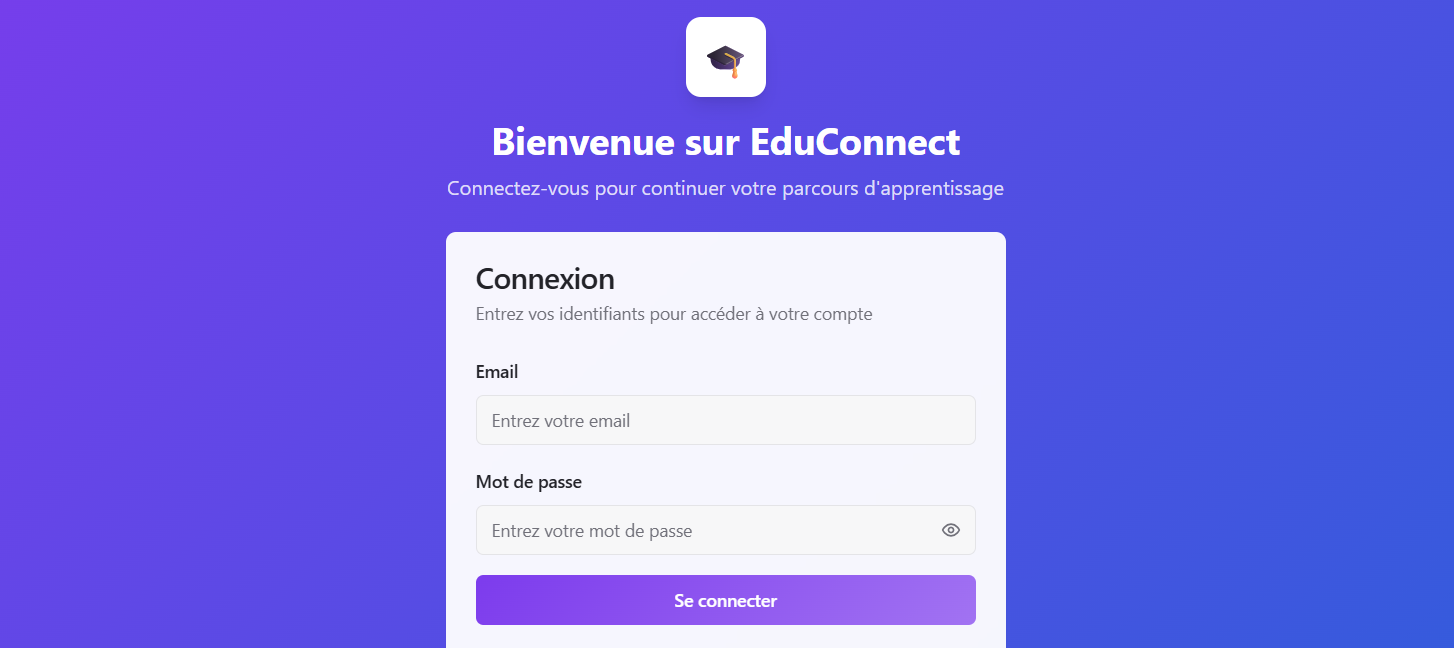 Bienvenue sur EduConnect
Connectez-vous pour continuer votre parcours d'apprentissage
Connexion
Entrez vos identifiants pour accéder à votre compte
Email
Entrez votre email
Mot de passe
Entrez votre mot de passe
Se connecter